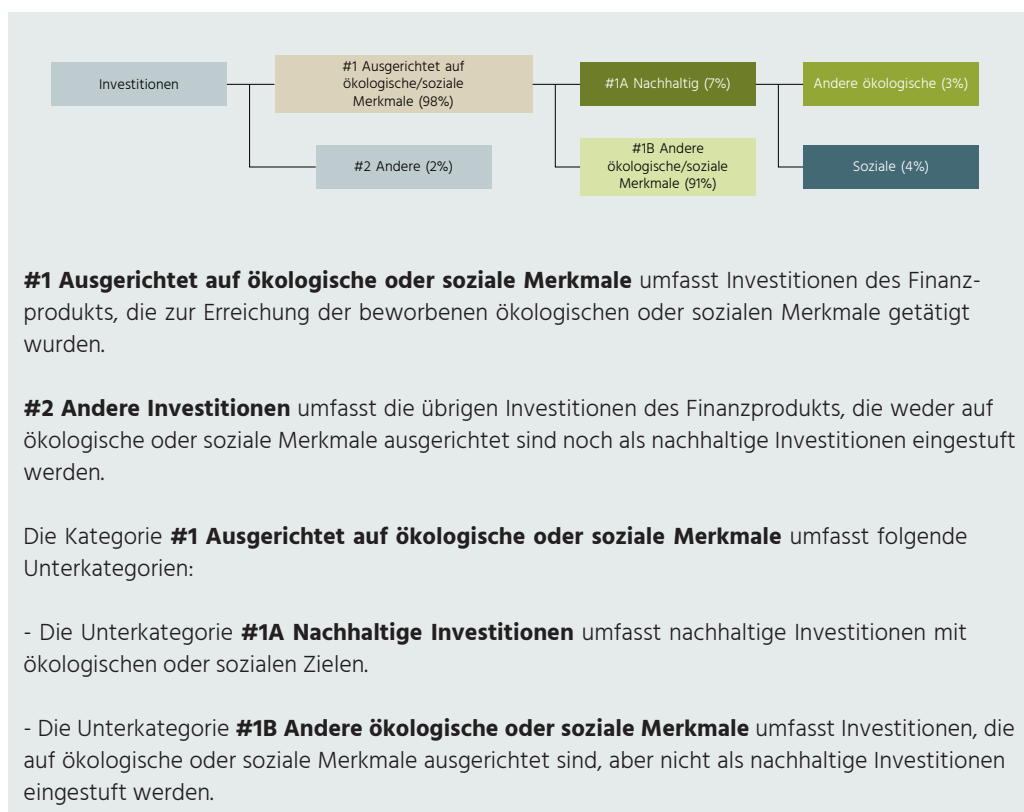 Investitionen
#1 Ausgerichtet auf
ökologische/soziale
Merkmale (98%)
#1A Nachhaltig (7%)
Andere ökologische (3%)
#2 Andere (2%)
#1B Andere
ökologische/soziale
Merkmale (91%)
Soziale (4%)
#1 Ausgerichtet auf ökologische oder soziale Merkmale umfasst Investitionen des Finanz-
produkts, die zur Erreichung der beworbenen ökologischen oder sozialen Merkmale getätigt
wurden.
#2 Andere Investitionen umfasst die übrigen Investitionen des Finanzprodukts, die weder auf
ökologische oder soziale Merkmale ausgerichtet sind noch als nachhaltige Investitionen eingestuft
werden.
Die Kategorie #1 Ausgerichtet auf ökologische oder soziale Merkmale umfasst folgende
Unterkategorien:
- Die Unterkategorie #1A Nachhaltige Investitionen umfasst nachhaltige Investitionen mit
ökologischen oder sozialen Zielen.
- Die Unterkategorie #1B Andere ökologische oder soziale Merkmale umfasst Investitionen, die
auf ökologische oder soziale Merkmale ausgerichtet sind, aber nicht als nachhaltige Investitionen
eingestuft werden.